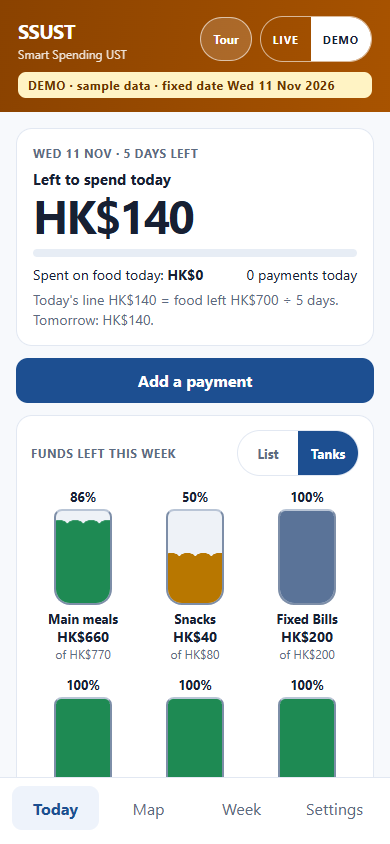 SSUST
Smart Spending UST
Tour
LIVE
DEMO
DEMO · sample data · fixed date Wed 11 Nov 2026
WED 11 NOV · 5 DAYS LEFT
Left to spend today
HK$140
Spent on food today: HK$0
0 payments today
Today's line HK$140 = food left HK$700 ÷ 5 days.
Tomorrow: HK$140.
Add a payment
FUNDS LEFT THIS WEEK
List
Tanks
86% 50% 100%
Main meals Snacks Fixed Bills
HK$660 HK$40 HK$200
of HK$770 of HK$80 of HK$200
100% 100% 100%
Today Map Week Settings